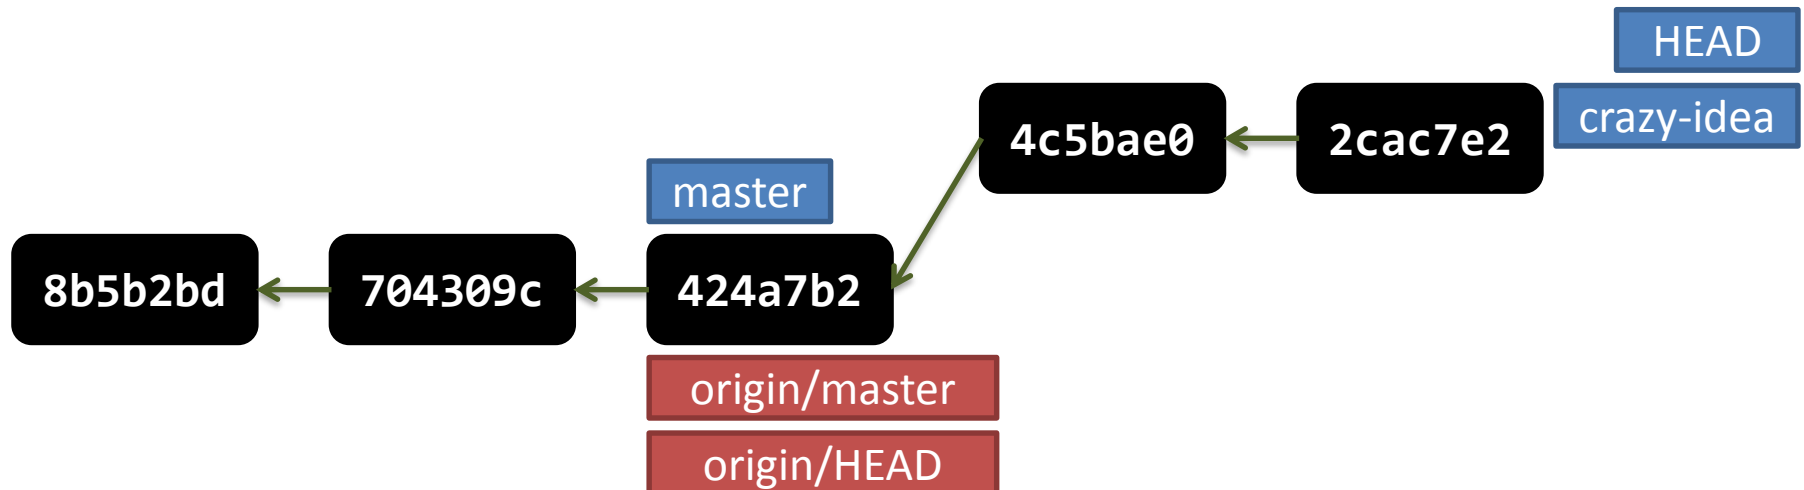 HEAD
crazy-idea
4c5bae0
2cac7e2
master
8b5b2bd
704309c
424a7b2
origin/master
origin/HEAD